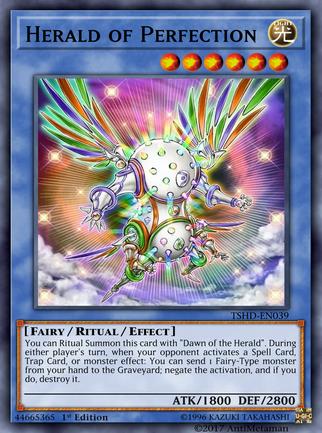 HERALD OF PERFECTION
LIGHT
光
TSHD-EN039
[FAIRY / RITUAL / EFFECT]
You can Ritual Summon this card with "Dawn of the Herald". During
either player's turn, when your opponent activates a Spell Card,
Trap Card, or monster effect: You can send 1 Fairy-Type monster
from your hand to the Graveyard; negate the activation, and if you
do, destroy it.
ATK/1800 DEF/2800
44665365 1st Edition ©1996 KAZUKI TAKAHASHI
©2017 AntiMetaman